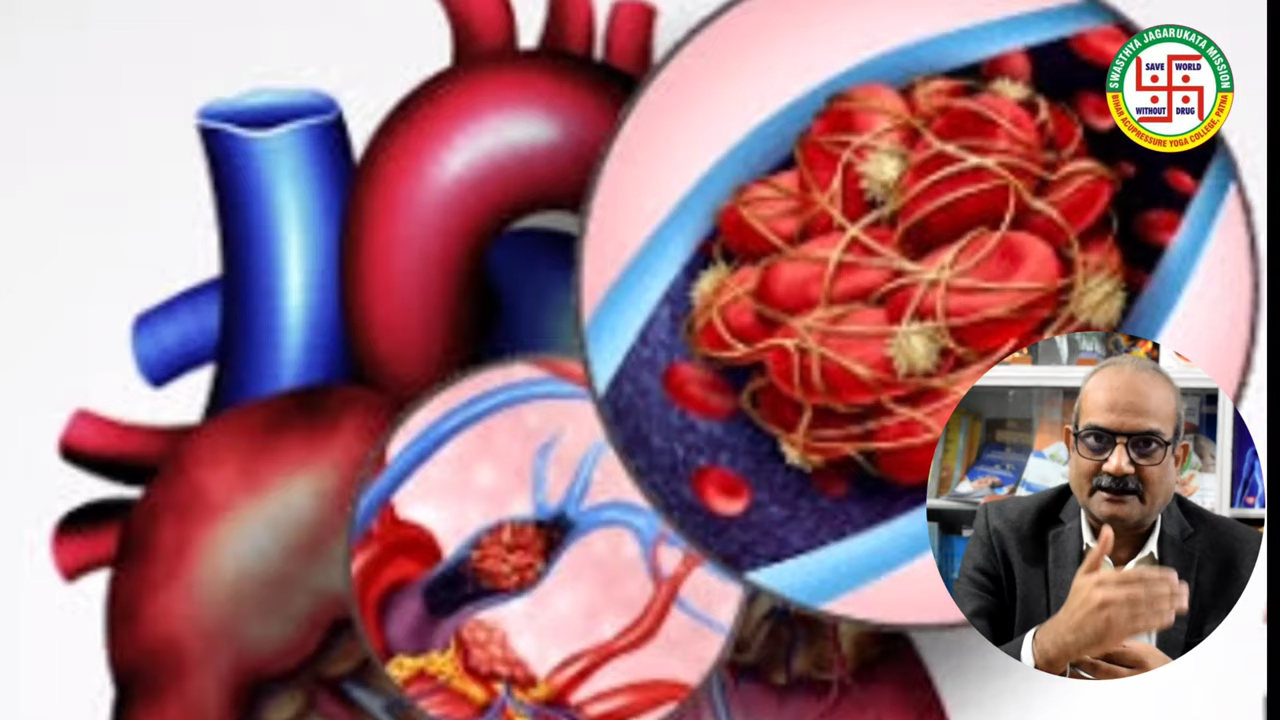 SWASTHYA JAGARUKATA MISSION
SAVE WORLD
WITHOUT DRUG
BIHAR ACUPRESSURE YOGA COLLEGE, PATNA